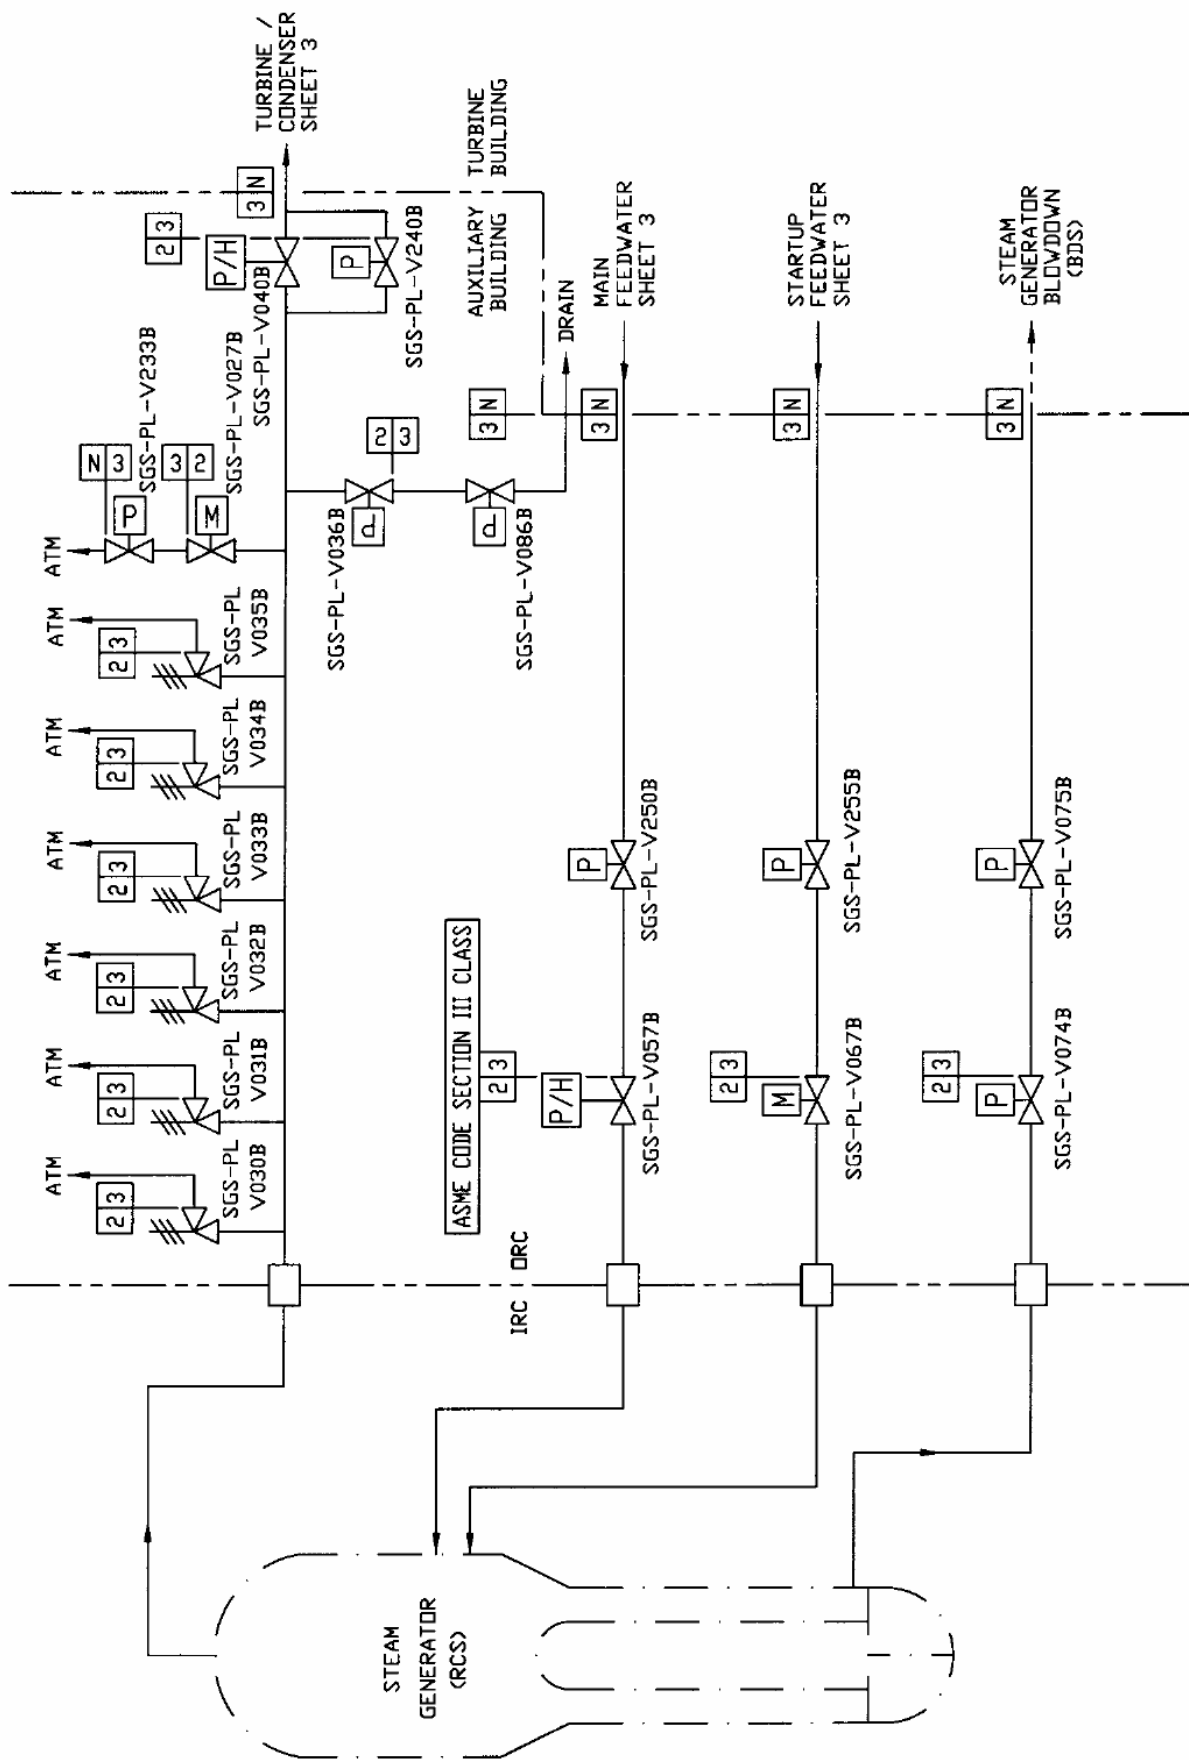 ATM
ATM
ATM
ATM
ATM
ATM
ATM
2 3
SGS-PL
V030B
2 3
SGS-PL
V031B
2 3
SGS-PL
V032B
2 3
SGS-PL
V033B
2 3
SGS-PL
V034B
2 3
SGS-PL
V035B
N 3
P
SGS-PL-V233B
3 2
M
SGS-PL-V027B
2 3
P/H
SGS-PL-V040B
3 N
TURBINE /
CONDENSER
SHEET 3
P
SGS-PL-V240B
AUXILIARY
BUILDING
TURBINE
BUILDING
SGS-PL-V036B
P
2 3
SGS-PL-V086B
P
3 N
DRAIN
IRC
ORC
ASME CODE SECTION III CLASS
2 3
P/H
SGS-PL-V057B
P
SGS-PL-V250B
3 N
MAIN
FEEDWATER
SHEET 3
STEAM
GENERATOR
(RCS)
2 3
M
SGS-PL-V067B
P
SGS-PL-V255B
3 N
STARTUP
FEEDWATER
SHEET 3
2 3
P
SGS-PL-V074B
P
SGS-PL-V075B
3 N
STEAM
GENERATOR
BLOWDOWN
(BDS)